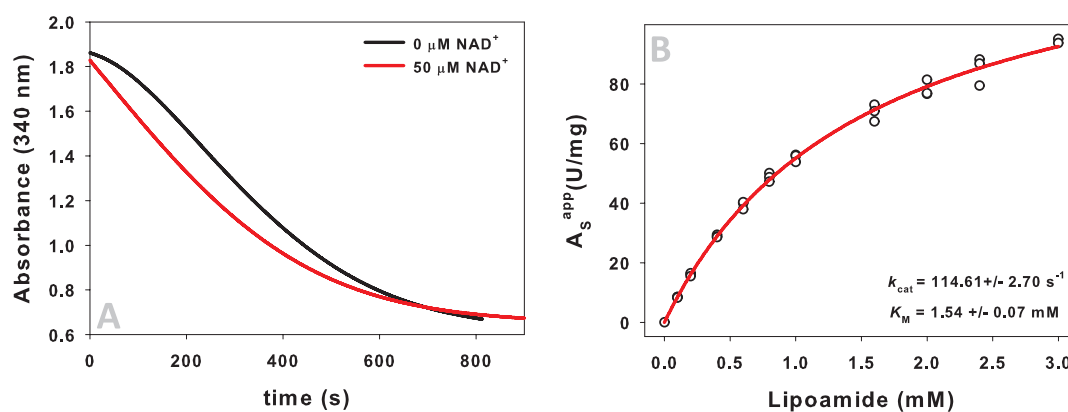 A
Absorbance (340 nm)
2.0
1.8
1.6
1.4
1.2
1.0
0.8
0.6
0 µM NAD⁺
50 µM NAD⁺
0
200
400
600
800
time (s)
B
Aₛᵃᵖᵖ(U/mg)
80
60
40
20
0
k_cat = 114.61+/- 2.70 s⁻¹
K_M = 1.54 +/- 0.07 mM
0.0
0.5
1.0
1.5
2.0
2.5
3.0
Lipoamide (mM)